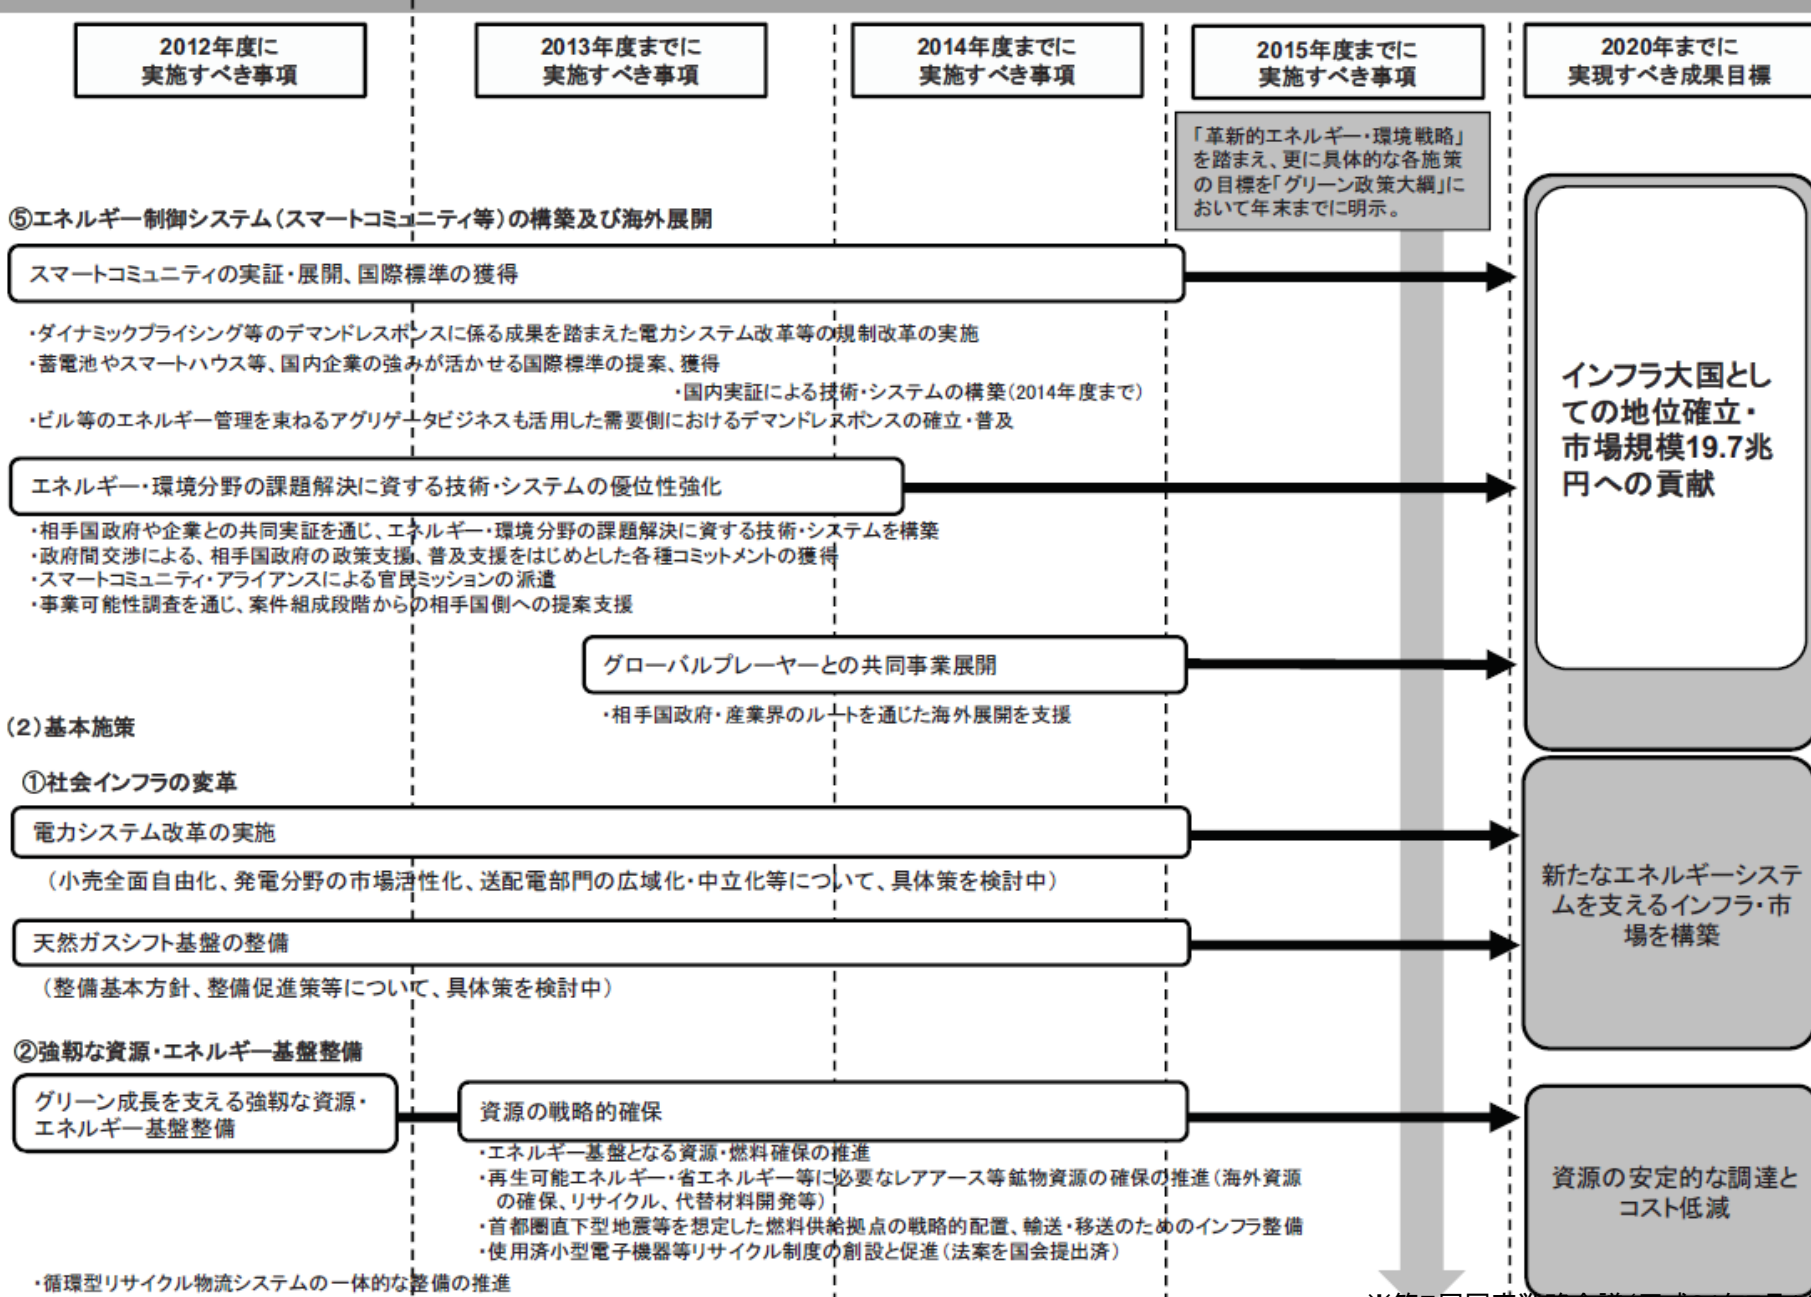 2012年度に
実施すべき事項
2013年度までに
実施すべき事項
2014年度までに
実施すべき事項
2015年度までに
実施すべき事項
2020年までに
実現すべき成果目標
「革新的エネルギー・環境戦略」
を踏まえ、更に具体的な各施策
の目標を「グリーン政策大綱」に
おいて年末までに明示。
⑤エネルギー制御システム（スマートコミュニティ等）の構築及び海外展開
スマートコミュニティの実証・展開、国際標準の獲得
・ダイナミックプライシング等のデマンドレスポンスに係る成果を踏まえた電力システム改革等の規制改革の実施
・蓄電池やスマートハウス等、国内企業の強みが活かせる国際標準の提案、獲得
・国内実証による技術・システムの構築（2014年度まで）
・ビル等のエネルギー管理を束ねるアグリゲータビジネスも活用した需要側におけるデマンドレスポンスの確立・普及
エネルギー・環境分野の課題解決に資する技術・システムの優位性強化
・相手国政府や企業との共同実証を通じ、エネルギー・環境分野の課題解決に資する技術・システムを構築
・政府間交渉による、相手国政府の政策支援、普及支援をはじめとした各種コミットメントの獲得
・スマートコミュニティ・アライアンスによる官民ミッションの派遣
・事業可能性調査を通じ、案件組成段階からの相手国側への提案支援
グローバルプレーヤーとの共同事業展開
・相手国政府・産業界のルートを通じた海外展開を支援
インフラ大国とし
ての地位確立・
市場規模19.7兆
円への貢献
（2）基本施策
①社会インフラの変革
電力システム改革の実施
（小売全面自由化、発電分野の市場活性化、送配電部門の広域化・中立化等について、具体策を検討中）
天然ガスシフト基盤の整備
（整備基本方針、整備促進策等について、具体策を検討中）
新たなエネルギーシステ
ムを支えるインフラ・市
場を構築
②強靱な資源・エネルギー基盤整備
グリーン成長を支える強靱な資源・
エネルギー基盤整備
資源の戦略的確保
・エネルギー基盤となる資源・燃料確保の推進
・再生可能エネルギー・省エネルギー等に必要なレアアース等鉱物資源の確保の推進（海外資源
の確保、リサイクル、代替材料開発等）
・首都圏直下型地震等を想定した燃料供給拠点の戦略的配置、輸送・移送のためのインフラ整備
・使用済小型電子機器等リサイクル制度の創設と促進（法案を国会提出済）
・循環型リサイクル物流システムの一体的な整備の推進
資源の安定的な調達と
コスト低減